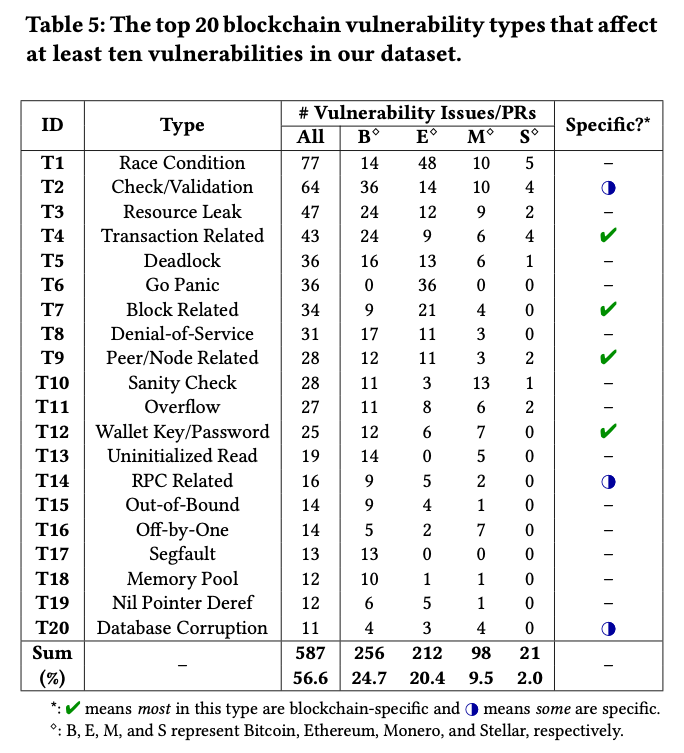 Table 5: The top 20 blockchain vulnerability types that affect
at least ten vulnerabilities in our dataset.
ID Type # Vulnerability Issues/PRs Specific?*
All B◇ E◇ M◇ S◇
T1 Race Condition 77 14 48 10 5 –
T2 Check/Validation 64 36 14 10 4 ◑
T3 Resource Leak 47 24 12 9 2 –
T4 Transaction Related 43 24 9 6 4 ✔
T5 Deadlock 36 16 13 6 1 –
T6 Go Panic 36 0 36 0 0 –
T7 Block Related 34 9 21 4 0 ✔
T8 Denial-of-Service 31 17 11 3 0 –
T9 Peer/Node Related 28 12 11 3 2 ✔
T10 Sanity Check 28 11 3 13 1 –
T11 Overflow 27 11 8 6 2 –
T12 Wallet Key/Password 25 12 6 7 0 ✔
T13 Uninitialized Read 19 14 0 5 0 –
T14 RPC Related 16 9 5 2 0 ◑
T15 Out-of-Bound 14 9 4 1 0 –
T16 Off-by-One 14 5 2 7 0 –
T17 Segfault 13 13 0 0 0 –
T18 Memory Pool 12 10 1 1 0 –
T19 Nil Pointer Deref 12 6 5 1 0 –
T20 Database Corruption 11 4 3 4 0 ◑
Sum – 587 256 212 98 21 –
(%) 56.6 24.7 20.4 9.5 2.0
*: ✔ means most in this type are blockchain-specific and ◑ means some are specific.
◇: B, E, M, and S represent Bitcoin, Ethereum, Monero, and Stellar, respectively.